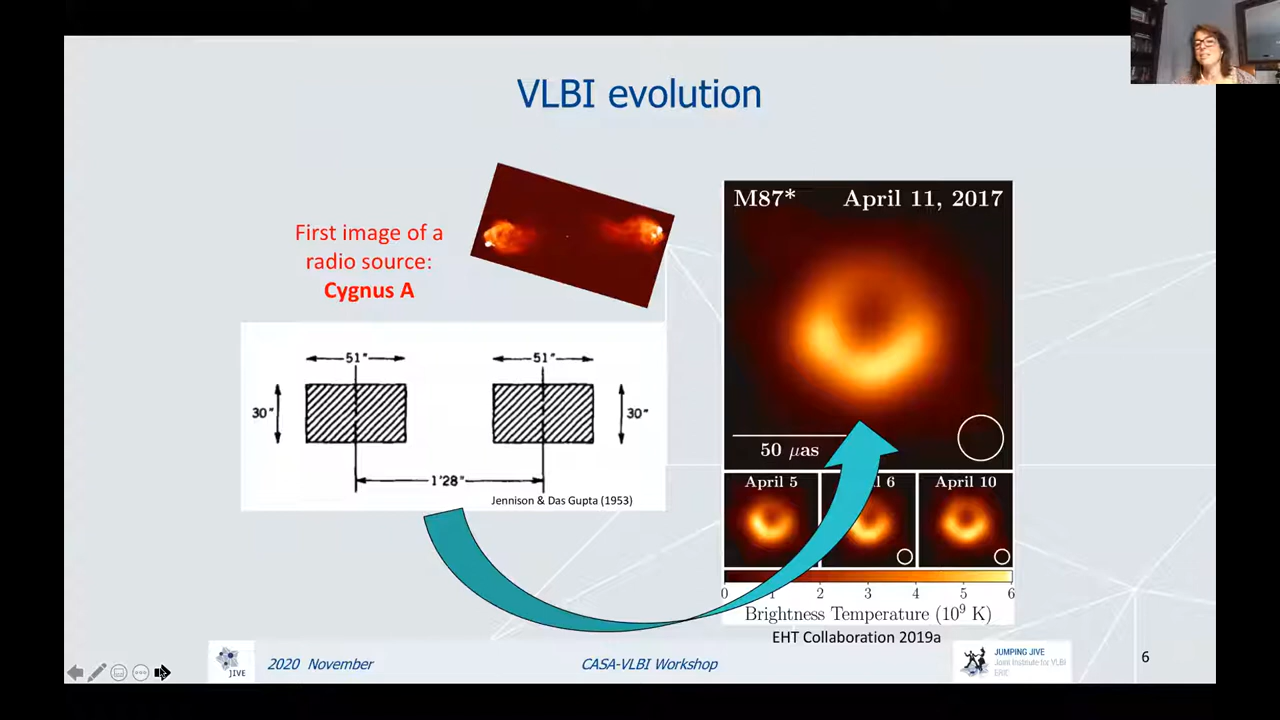 VLBI evolution
First image of a
radio source:
Cygnus A
51"
51"
30"
30"
1'28"
Jennison & Das Gupta (1953)
M87*
April 11, 2017
50 μas
April 5
6
April 10
0
1
2
3
4
5
6
Brightness Temperature (10⁹ K)
EHT Collaboration 2019a
JIVE
2020 November
CASA-VLBI Workshop
JUMPING JIVE
Joint Institute for VLBI
ERIC
6